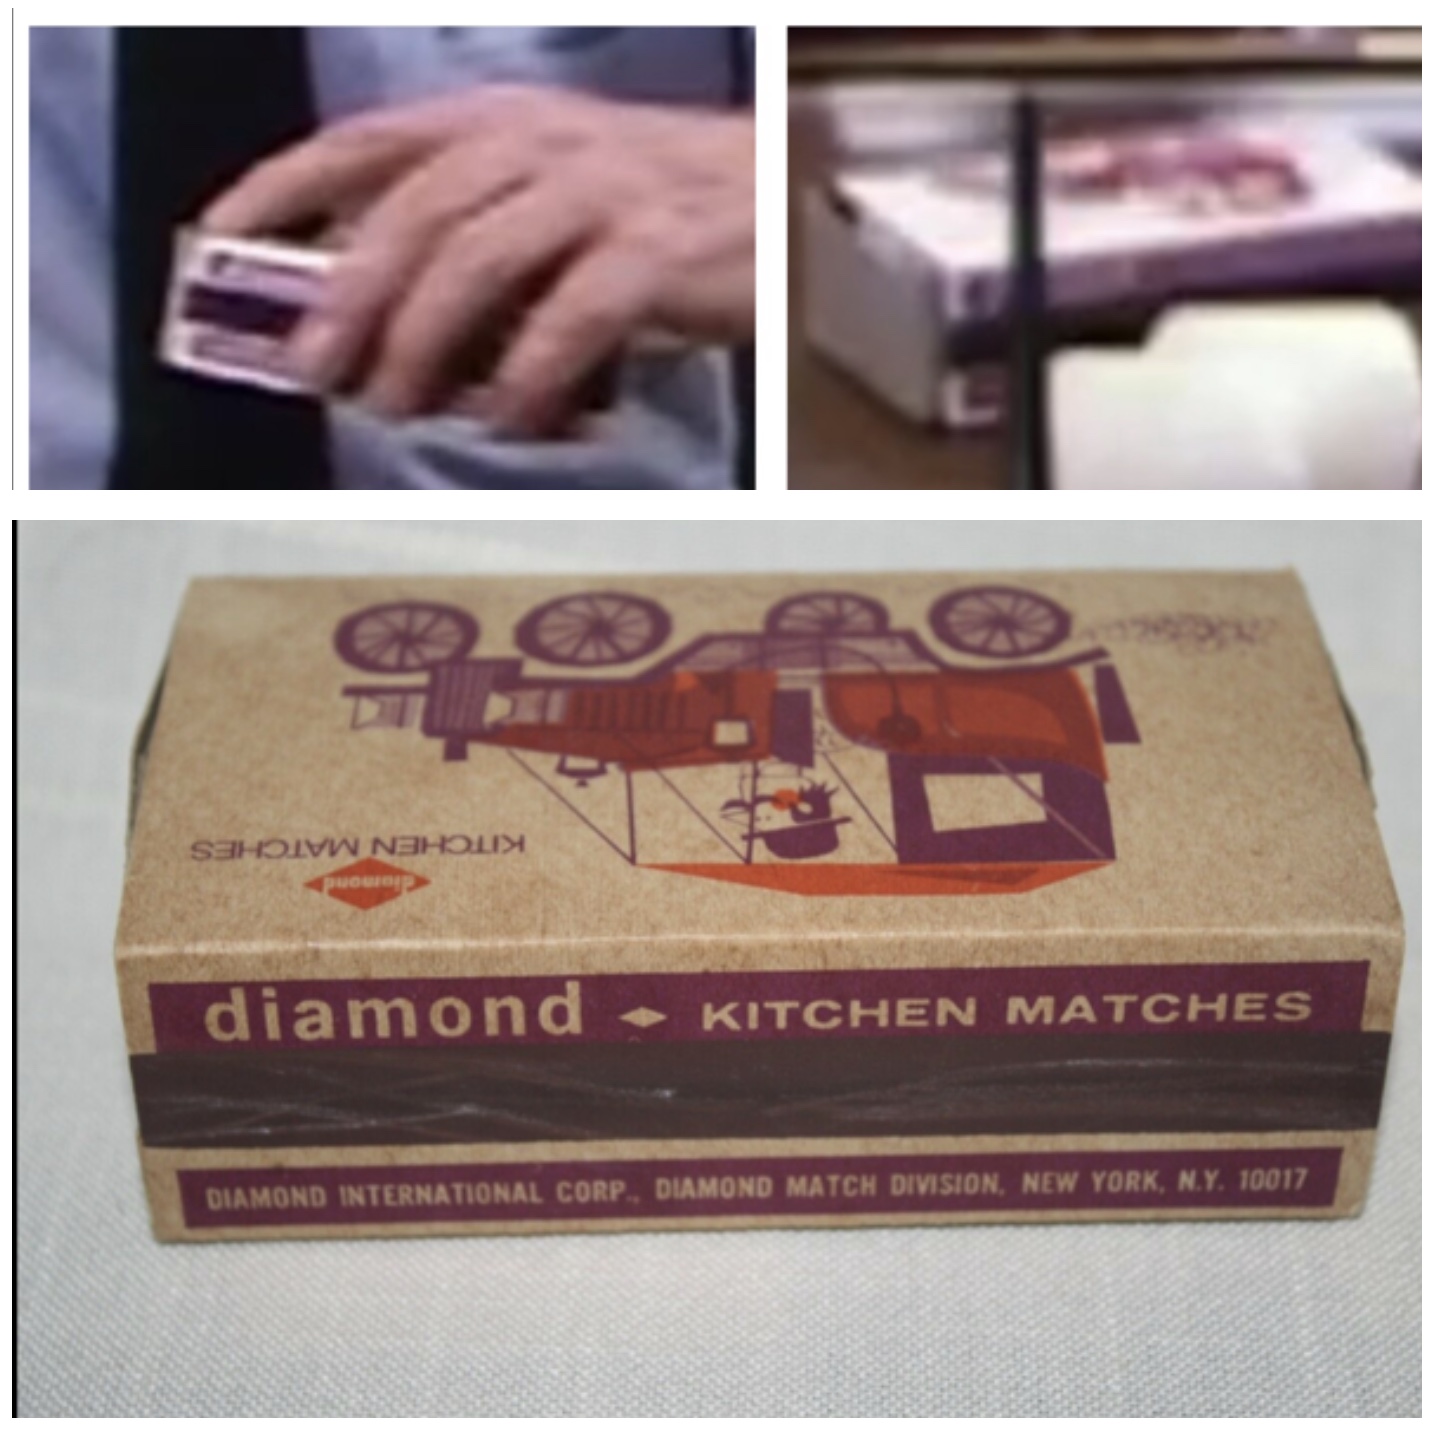 KITCHEN MATCHES
diamond
diamond KITCHEN MATCHES
DIAMOND INTERNATIONAL CORP., DIAMOND MATCH DIVISION, NEW YORK, N.Y. 10017